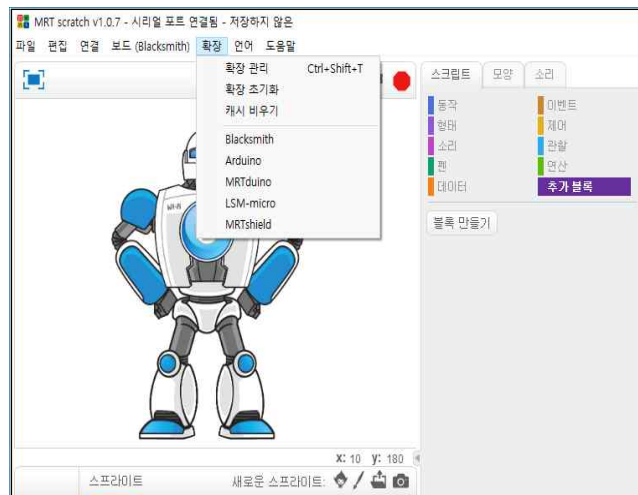 MRT scratch v1.0.7 - 시리얼 포트 연결됨 - 저장하지 않은
파일 편집 연결 보드 (Blacksmith) 확장 언어 도움말
확장 관리 Ctrl+Shift+T
확장 초기화
캐시 비우기
Blacksmith
Arduino
MRTduino
LSM-micro
MRTshield
스크립트 모양 소리
동작 이벤트
형태 제어
소리 관찰
펜 연산
데이터 추가 블록
블록 만들기
X: 10 y: 180
스프라이트 새로운 스프라이트: